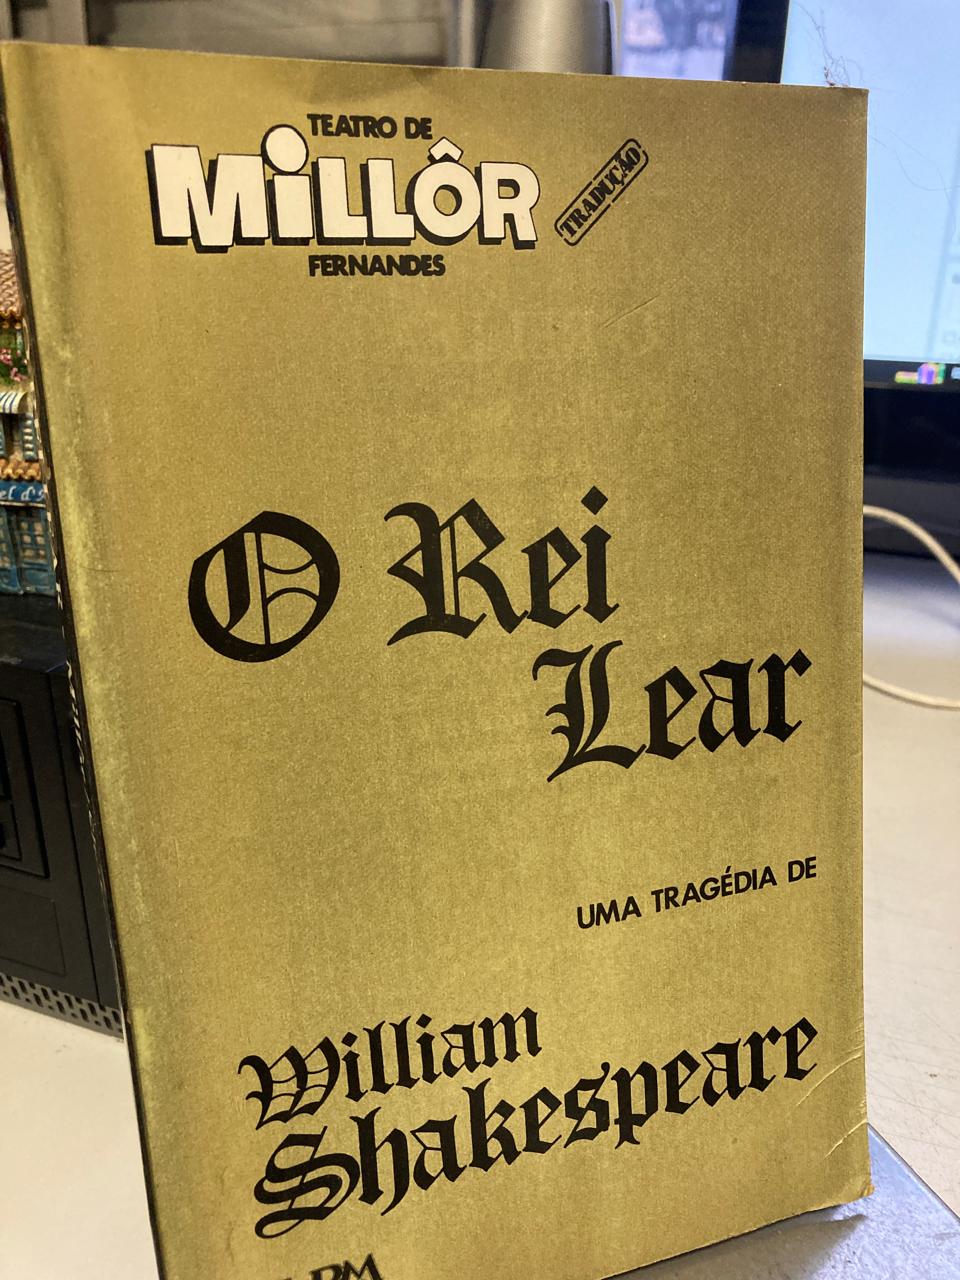 TEATRO DE
MiLLÔR
FERNANDES
TRADUÇÃO
O Rei
Lear
UMA TRAGÉDIA DE
William
Shakespeare